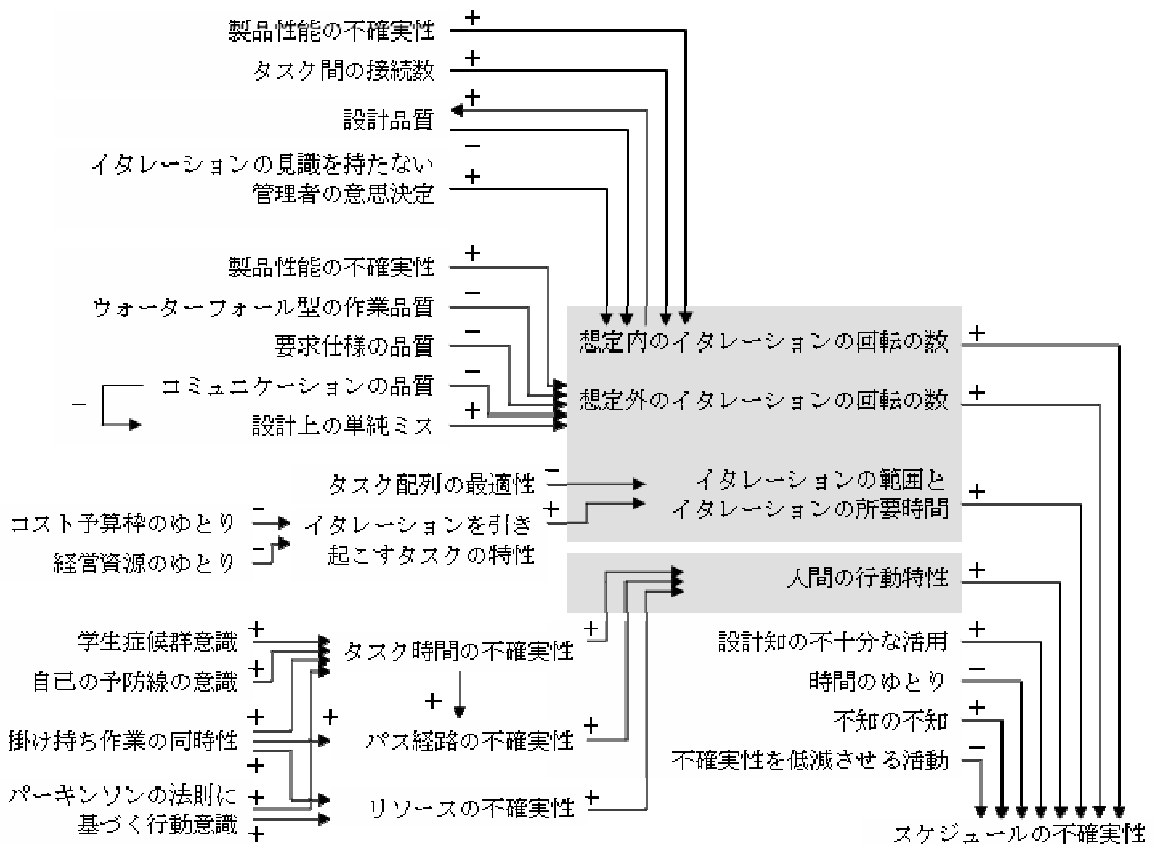 製品性能の不確実性
+
タスク間の接続数
+
設計品質
+
−
イタレーションの見識を持たない
管理者の意思決定
+
製品性能の不確実性
+
ウォーターフォール型の作業品質
−
要求仕様の品質
−
コミュニケーションの品質
−
−
設計上の単純ミス
+
想定内のイタレーションの回転の数
+
想定外のイタレーションの回転の数
+
タスク配列の最適性
−
イタレーションの範囲と
イタレーションの所要時間
+
コスト予算枠のゆとり
−
イタレーションを引き
起こすタスクの特性
+
経営資源のゆとり
−
人間の行動特性
+
学生症候群意識
+
タスク時間の不確実性
+
自己の予防線の意識
+
+
掛け持ち作業の同時性
+
+
+
パス経路の不確実性
+
パーキンソンの法則に
基づく行動意識
+
+
リソースの不確実性
+
設計知の不十分な活用
+
時間のゆとり
−
不知の不知
+
不確実性を低減させる活動
−
スケジュールの不確実性